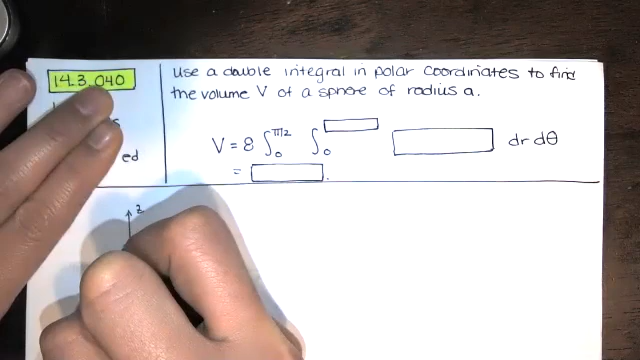 14.3.040
Use a double integral in polar coordinates to find
the volume V of a sphere of radius a.
V = 8 ∫₀^π/2 ∫₀ dr dθ
= .
ed
z